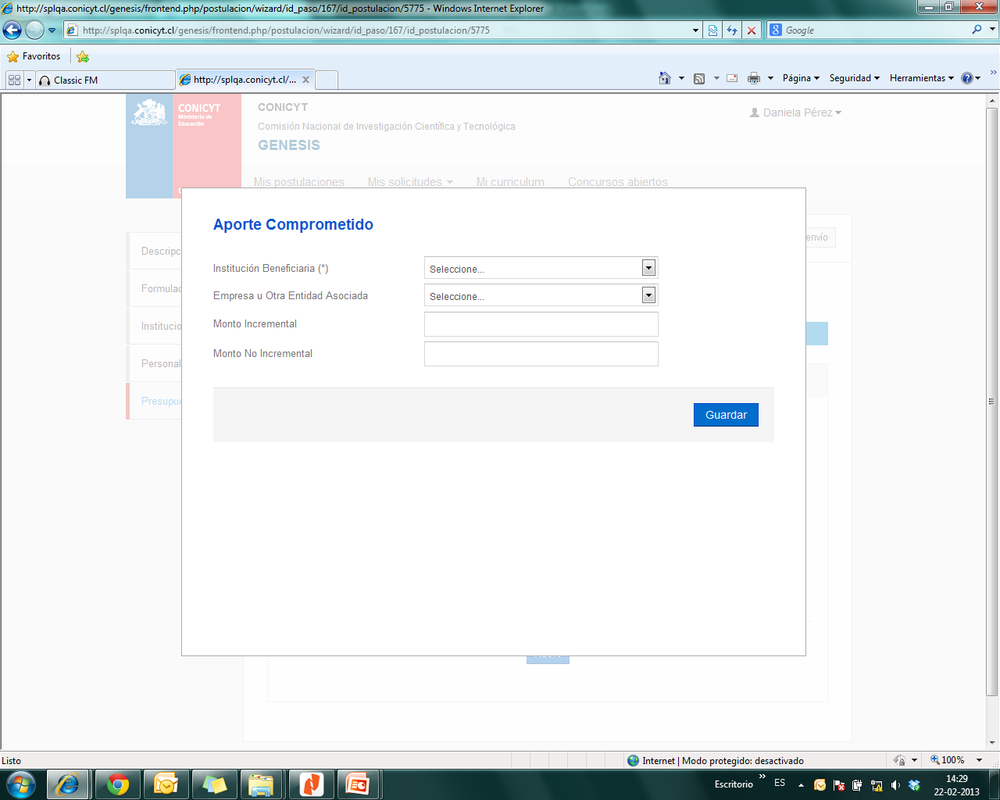 http://splqa.conicyt.cl/genesis/frontend.php/postulacion/wizard/id_paso/167/id_postulacion/5775 - Windows Internet Explorer
http://splqa.conicyt.cl/genesis/frontend.php/postulacion/wizard/id_paso/167/id_postulacion/5775
Google
Favoritos
Classic FM
http://splqa.conicyt.cl/...
Página
Seguridad
Herramientas
CONICYT
Ministerio de
Educación
CONICYT
Comisión Nacional de Investigación Científica y Tecnológica
GENESIS
Daniela Pérez
Mis postulaciones
Mis solicitudes
Mi curriculum
Concursos abiertos
Descripc
Formulac
Institucio
Personal
Presupue
envío
Aporte Comprometido
Institución Beneficiaria (*)
Seleccione...
Empresa u Otra Entidad Asociada
Seleccione...
Monto Incremental
Monto No Incremental
Guardar
Listo
Internet | Modo protegido: desactivado
100%
Escritorio
ES
14:29
22-02-2013